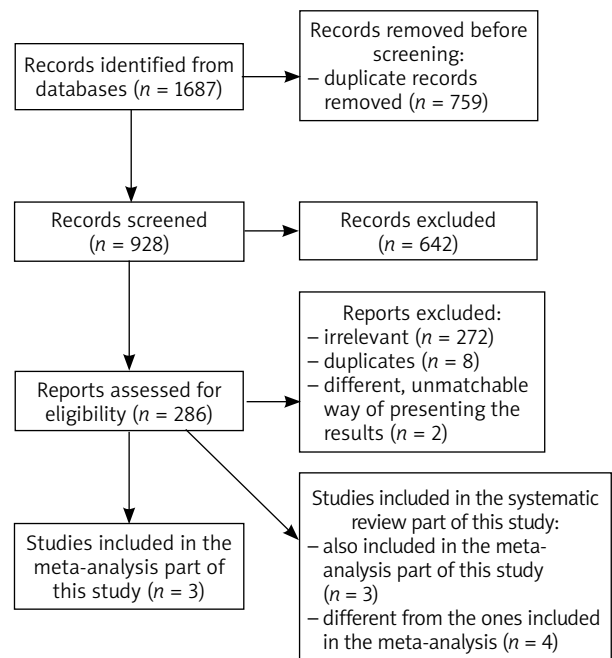 Records identified from
databases (n = 1687)
Records removed before
screening:
– duplicate records
removed (n = 759)
Records screened
(n = 928)
Records excluded
(n = 642)
Reports assessed for
eligibility (n = 286)
Reports excluded:
– irrelevant (n = 272)
– duplicates (n = 8)
– different, unmatchable
way of presenting the
results (n = 2)
Studies included in the
meta-analysis part of
this study (n = 3)
Studies included in the systematic
review part of this study:
– also included in the meta-
analysis part of this study
(n = 3)
– different from the ones included
in the meta-analysis (n = 4)